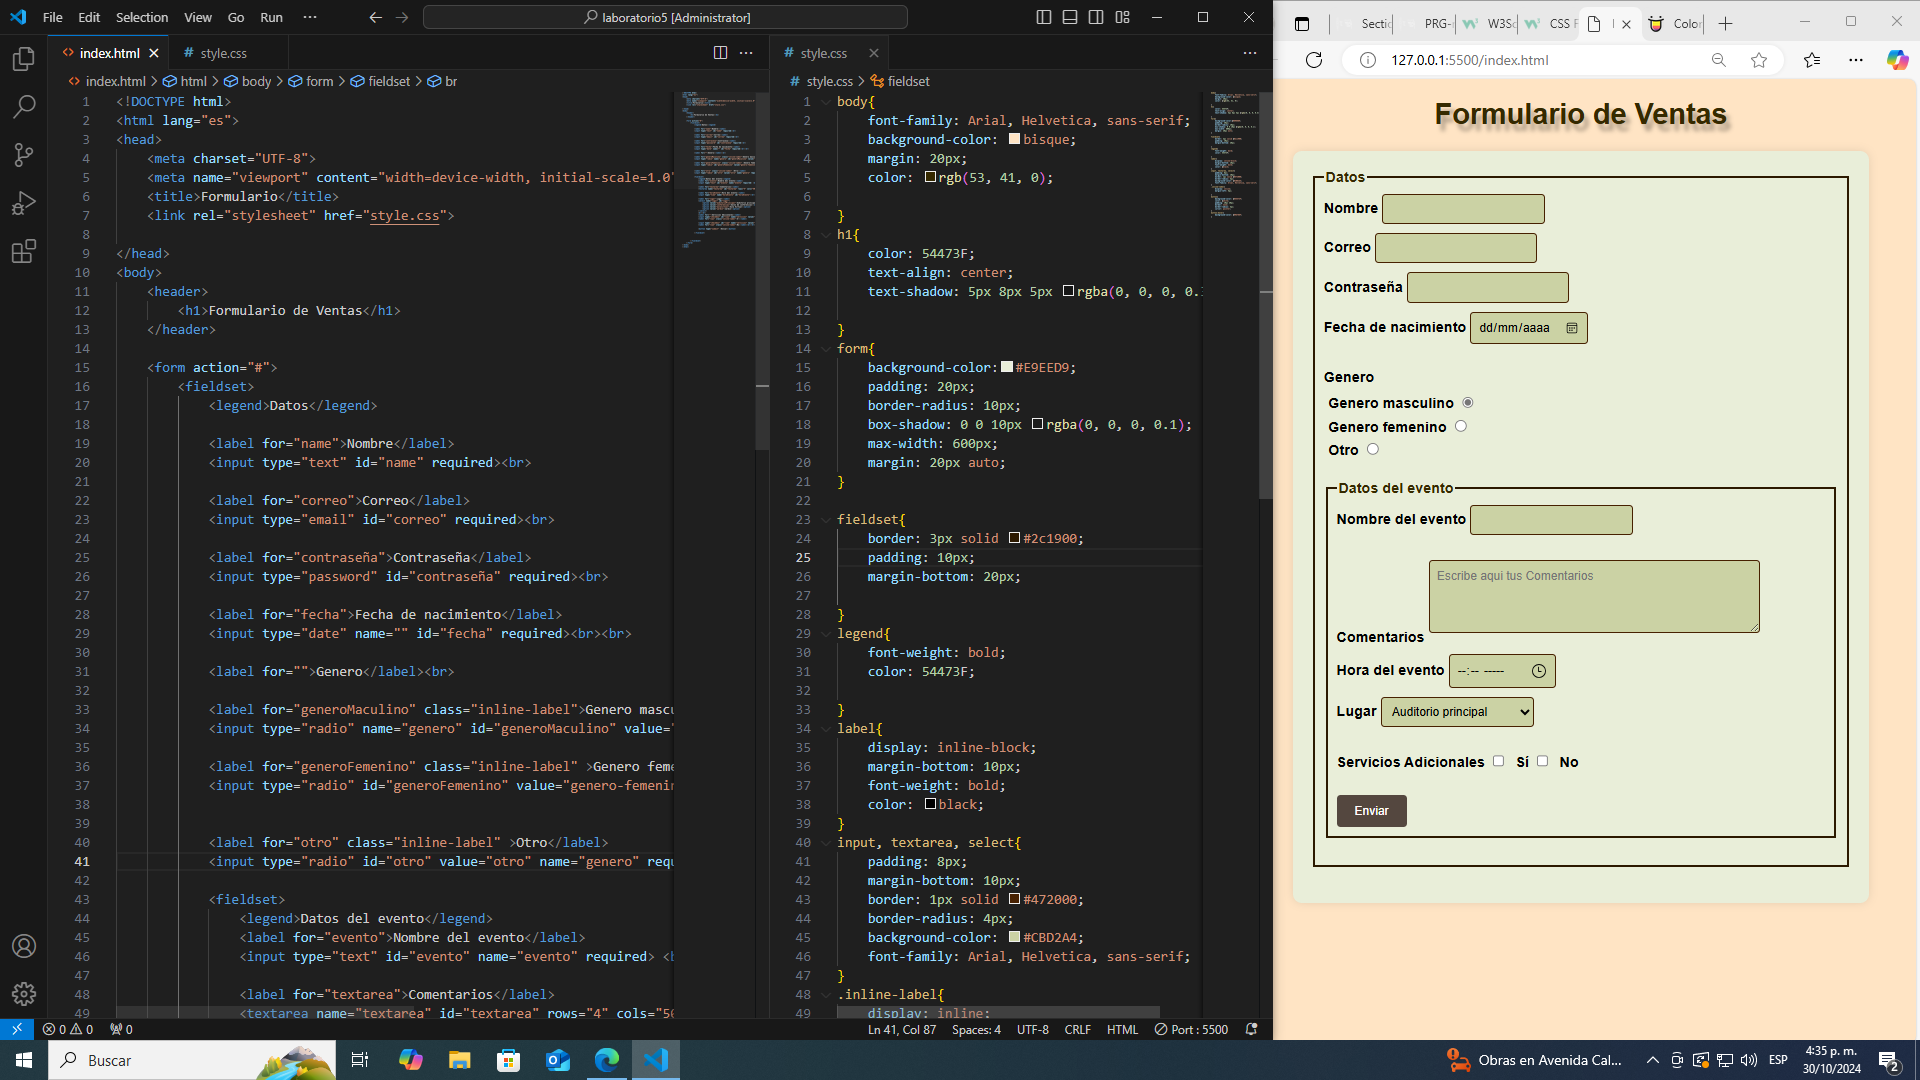 File Edit Selection View Go Run ··· laboratorio5 [Administrator]
index.html style.css
index.html > html > body > form > fieldset > br
1 <!DOCTYPE html>
2 <html lang="es">
3 <head>
4 <meta charset="UTF-8">
5 <meta name="viewport" content="width=device-width, initial-scale=1.0"
6 <title>Formulario</title>
7 <link rel="stylesheet" href="style.css">
8
9 </head>
10 <body>
11 <header>
12 <h1>Formulario de Ventas</h1>
13 </header>
14
15 <form action="#">
16 <fieldset>
17 <legend>Datos</legend>
18
19 <label for="name">Nombre</label>
20 <input type="text" id="name" required><br>
21
22 <label for="correo">Correo</label>
23 <input type="email" id="correo" required><br>
24
25 <label for="contraseña">Contraseña</label>
26 <input type="password" id="contraseña" required><br>
27
28 <label for="fecha">Fecha de nacimiento</label>
29 <input type="date" name="" id="fecha" required><br><br>
30
31 <label for="">Genero</label><br>
32
33 <label for="generoMaculino" class="inline-label">Genero mascu
34 <input type="radio" name="genero" id="generoMaculino" value="
35
36 <label for="generoFemenino" class="inline-label" >Genero feme
37 <input type="radio" id="generoFemenino" value="genero-femenin
38
39
40 <label for="otro" class="inline-label" >Otro</label>
41 <input type="radio" id="otro" value="otro" name="genero" requ
42
43 <fieldset>
44 <legend>Datos del evento</legend>
45 <label for="evento">Nombre del evento</label>
46 <input type="text" id="evento" name="evento" required> <b
47
48 <label for="textarea">Comentarios</label>
49 <textarea name="textarea" id="textarea" rows="4" cols="50
style.css
style.css > fieldset
1 body{
2 font-family: Arial, Helvetica, sans-serif;
3 background-color: bisque;
4 margin: 20px;
5 color: rgb(53, 41, 0);
6
7 }
8 h1{
9 color: 54473F;
10 text-align: center;
11 text-shadow: 5px 8px 5px rgba(0, 0, 0, 0.
12
13 }
14 form{
15 background-color: #E9EED9;
16 padding: 20px;
17 border-radius: 10px;
18 box-shadow: 0 0 10px rgba(0, 0, 0, 0.1);
19 max-width: 600px;
20 margin: 20px auto;
21 }
22
23 fieldset{
24 border: 3px solid #2c1900;
25 padding: 10px;
26 margin-bottom: 20px;
27
28 }
29 legend{
30 font-weight: bold;
31 color: 54473F;
32
33 }
34 label{
35 display: inline-block;
36 margin-bottom: 10px;
37 font-weight: bold;
38 color: black;
39 }
40 input, textarea, select{
41 padding: 8px;
42 margin-bottom: 10px;
43 border: 1px solid #472000;
44 border-radius: 4px;
45 background-color: #CBD2A4;
46 font-family: Arial, Helvetica, sans-serif;
47 }
48 .inline-label{
49 display: inline;
0 0 0 Ln 41, Col 87 Spaces: 4 UTF-8 CRLF HTML Port : 5500
Sectio PRG- W3Sc CSS F Color
127.0.0.1:5500/index.html
Formulario de Ventas
Datos
Nombre
Correo
Contraseña
Fecha de nacimiento dd/mm/aaaa
Genero
Genero masculino
Genero femenino
Otro
Datos del evento
Nombre del evento
Escribe aqui tus Comentarios
Comentarios
Hora del evento --:-- -----
Lugar Auditorio principal
Servicios Adicionales Sí No
Enviar
Buscar
Obras en Avenida Cal... ESP 4:35 p. m.
30/10/2024
2